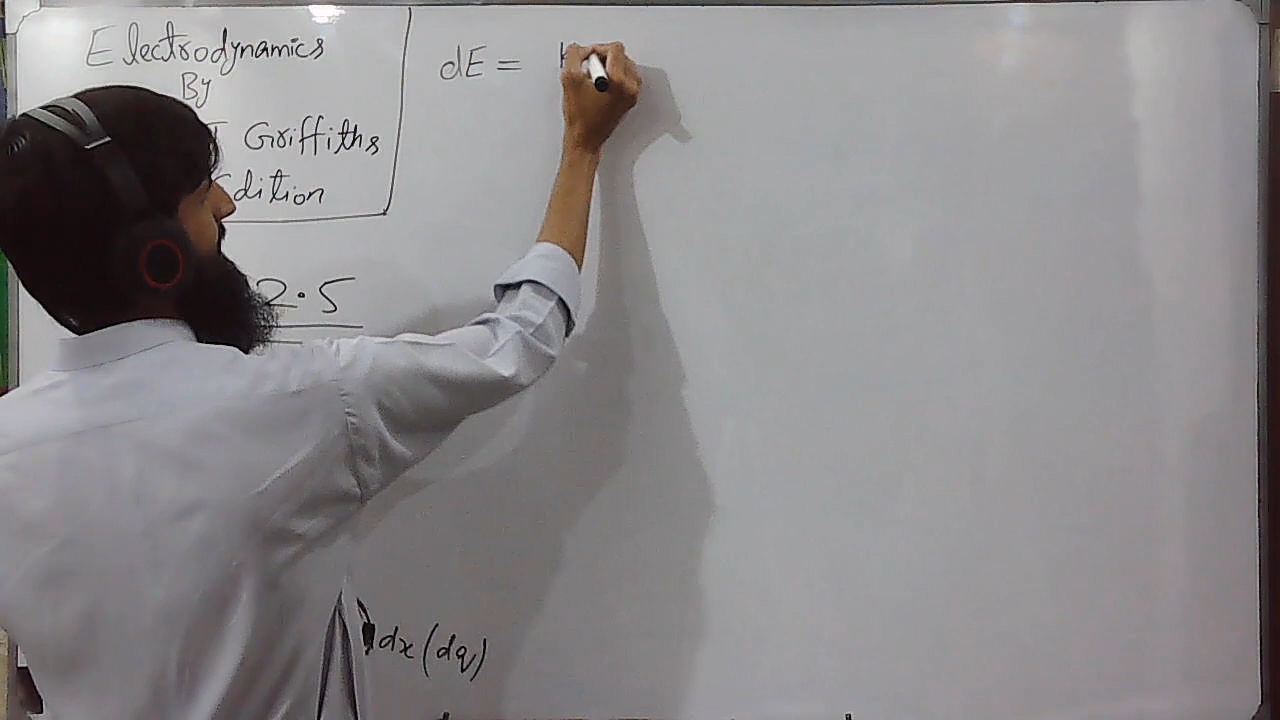 Electrodynamics
By
Griffiths
dition
2.5
dE =
dx (dq)